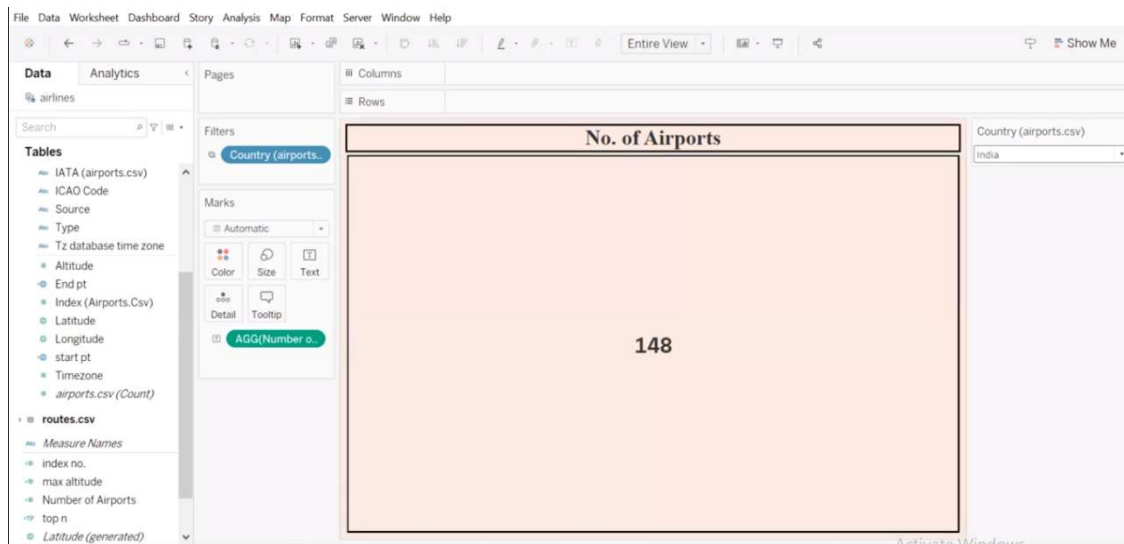 File Data Worksheet Dashboard Story Analysis Map Format Server Window Help
Entire View
Show Me
Data Analytics
Pages
Columns
airlines
Rows
Search
Filters
No. of Airports
Country (airports.csv)
Tables
Country (airports..
india
IATA (airports.csv)
ICAO Code
Marks
Source
Type
Automatic
Tz database time zone
Altitude
Color Size Text
End pt
Index (Airports.Csv)
Latitude
Detail Tooltip
Longitude
AGG(Number o..
148
start pt
Timezone
airports.csv (Count)
routes.csv
Abc Measure Names
index no.
max altitude
Number of Airports
top n
Latitude (generated)
Activate Windows